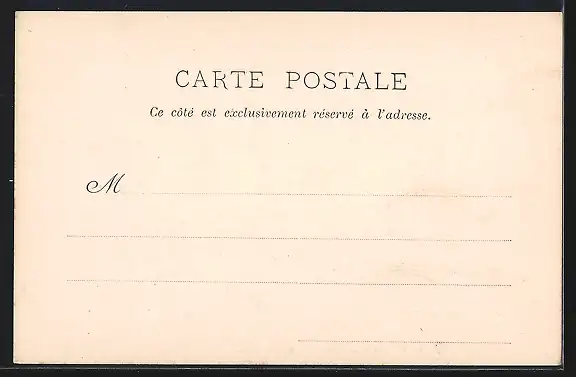 CARTE POSTALE
Ce côté est exclusivement réservé à l'adresse.
M